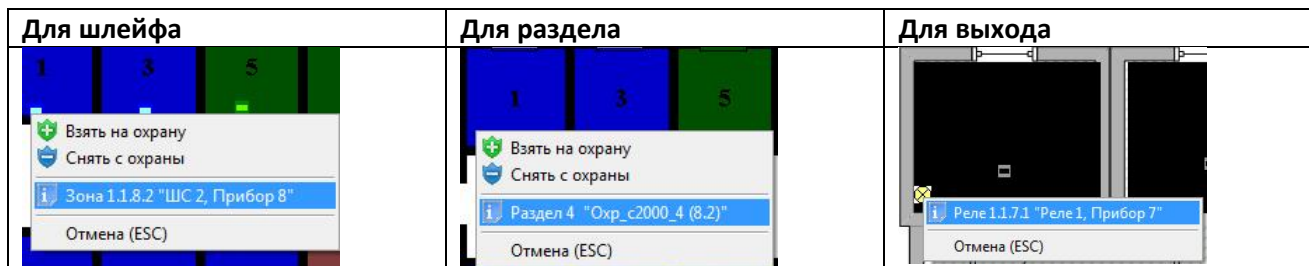 Для шлейфа
Для раздела
Для выхода
1 3 5
Взять на охрану
Снять с охраны
Зона 1.1.8.2 "ШС 2, Прибор 8"
Отмена (ESC)
1 3 5
Взять на охрану
Снять с охраны
Раздел 4 "Охр_с2000_4 (8.2)"
Отмена (ESC)
Реле 1.1.7.1 "Реле 1, Прибор 7"
Отмена (ESC)